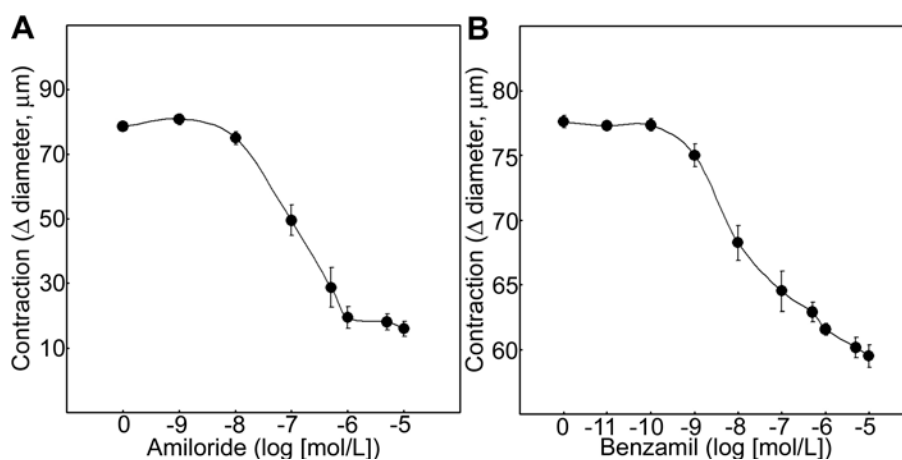 A
Contraction (Δ diameter, μm)
90
70
50
30
10
0 -9 -8 -7 -6 -5
Amiloride (log [mol/L])
B
Contraction (Δ diameter, μm)
80
75
70
65
60
0 -11 -10 -9 -8 -7 -6 -5
Benzamil (log [mol/L])